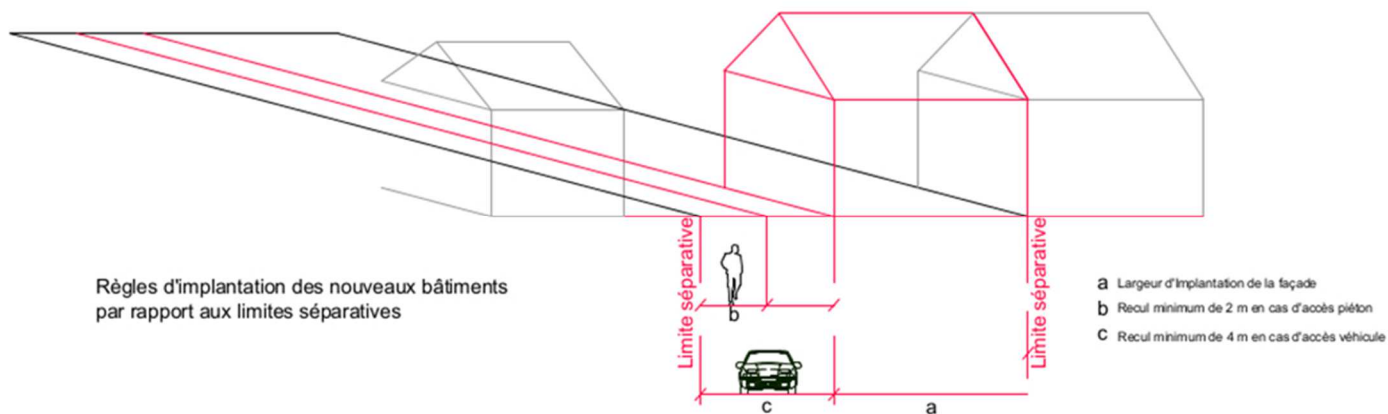 Limite séparative
Limite séparative
Règles d'implantation des nouveaux bâtiments
par rapport aux limites séparatives
a Largeur d'Implantation de la façade
b Recul minimum de 2 m en cas d'accès piéton
c Recul minimum de 4 m en cas d'accès véhicule
b
c
a